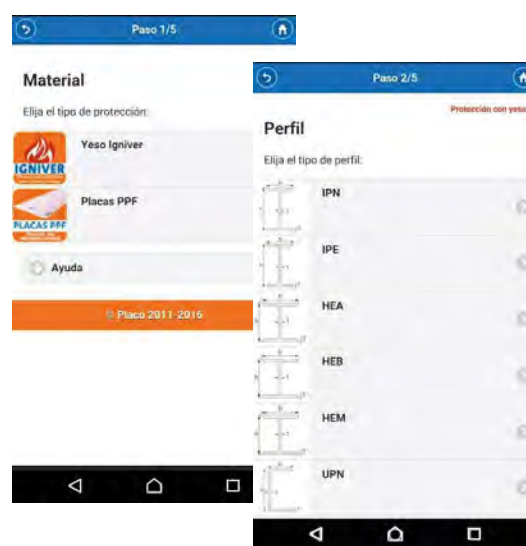 Paso 1/5
Material
Elija el tipo de protección:
IGNIVER
Yeso Igniver
PLACAS PPF
Placas PPF
Ayuda
© Placo 2011-2016
Paso 2/5
Protección con yeso
Perfil
Elija el tipo de perfil:
IPN
IPE
HEA
HEB
HEM
UPN